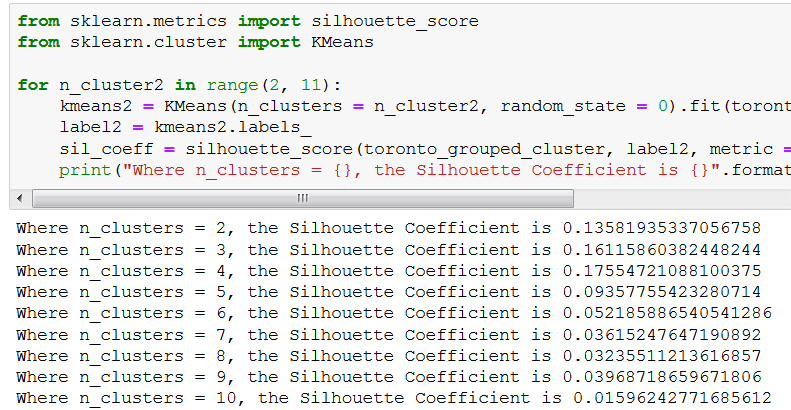 from sklearn.metrics import silhouette_score
from sklearn.cluster import KMeans
for n_cluster2 in range(2, 11):
kmeans2 = KMeans(n_clusters = n_cluster2, random_state = 0).fit(toront
label2 = kmeans2.labels_
sil_coeff = silhouette_score(toronto_grouped_cluster, label2, metric =
print("Where n_clusters = {}, the Silhouette Coefficient is {}".format
Where n_clusters = 2, the Silhouette Coefficient is 0.13581935337056758
Where n_clusters = 3, the Silhouette Coefficient is 0.16115860382448244
Where n_clusters = 4, the Silhouette Coefficient is 0.17554721088100375
Where n_clusters = 5, the Silhouette Coefficient is 0.09357755423280714
Where n_clusters = 6, the Silhouette Coefficient is 0.052185886540541286
Where n_clusters = 7, the Silhouette Coefficient is 0.03615247647190892
Where n_clusters = 8, the Silhouette Coefficient is 0.03235511213616857
Where n_clusters = 9, the Silhouette Coefficient is 0.03968718659671806
Where n_clusters = 10, the Silhouette Coefficient is 0.01596242771685612